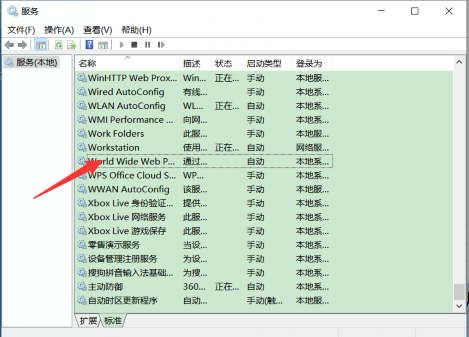 服务
文件(F) 操作(A) 查看(V) 帮助(H)
服务(本地)
名称 描述 状态 启动类型 登录为
WinHTTP Web Prox... Win... 正在... 手动 本地服...
Wired AutoConfig 有线... 手动 本地系...
WLAN AutoConfig WL... 正在... 自动 本地系...
WMI Performance ... 向网... 手动 本地系...
Work Folders 此服... 手动 本地服...
Workstation 使用... 正在... 自动 网络服...
World Wide Web P... 通过... 自动 本地系...
WPS Office Cloud S... WP... 手动 本地系...
WWAN AutoConfig 该服... 手动 本地系...
Xbox Live 身份验证... 提供... 手动 本地系...
Xbox Live 网络服务 此服... 手动 本地系...
Xbox Live 游戏保存 此服... 手动 本地系...
零售演示服务 当设... 手动 本地系...
设备管理注册服务 为设... 手动 本地系...
搜狗拼音输入法基础... 为搜... 手动 本地系...
主动防御 360... 正在... 自动 本地系...
自动时区更新程序 自动... 手动(触... 本地服...
扩展 标准